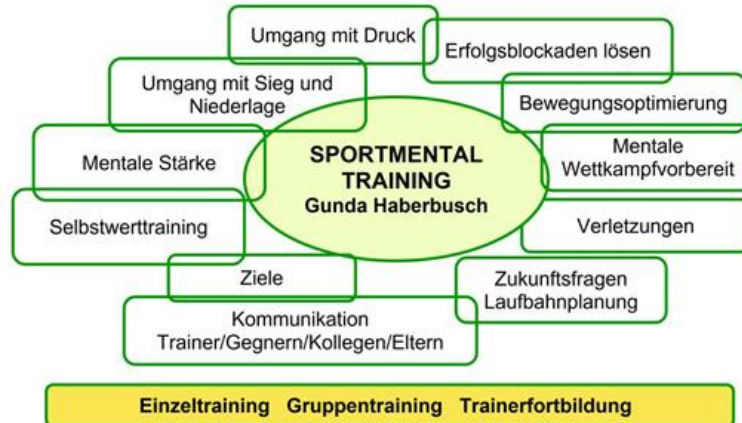 Umgang mit Druck
Erfolgsblockaden lösen
Umgang mit Sieg und
Niederlage
Bewegungsoptimierung
SPORTMENTAL
TRAINING
Gunda Haberbusch
Mentale Stärke
Mentale
Wettkampfvorbereit
Selbstwerttraining
Verletzungen
Ziele
Zukunftsfragen
Laufbahnplanung
Kommunikation
Trainer/Gegnern/Kollegen/Eltern
Einzeltraining Gruppentraining Trainerfortbildung